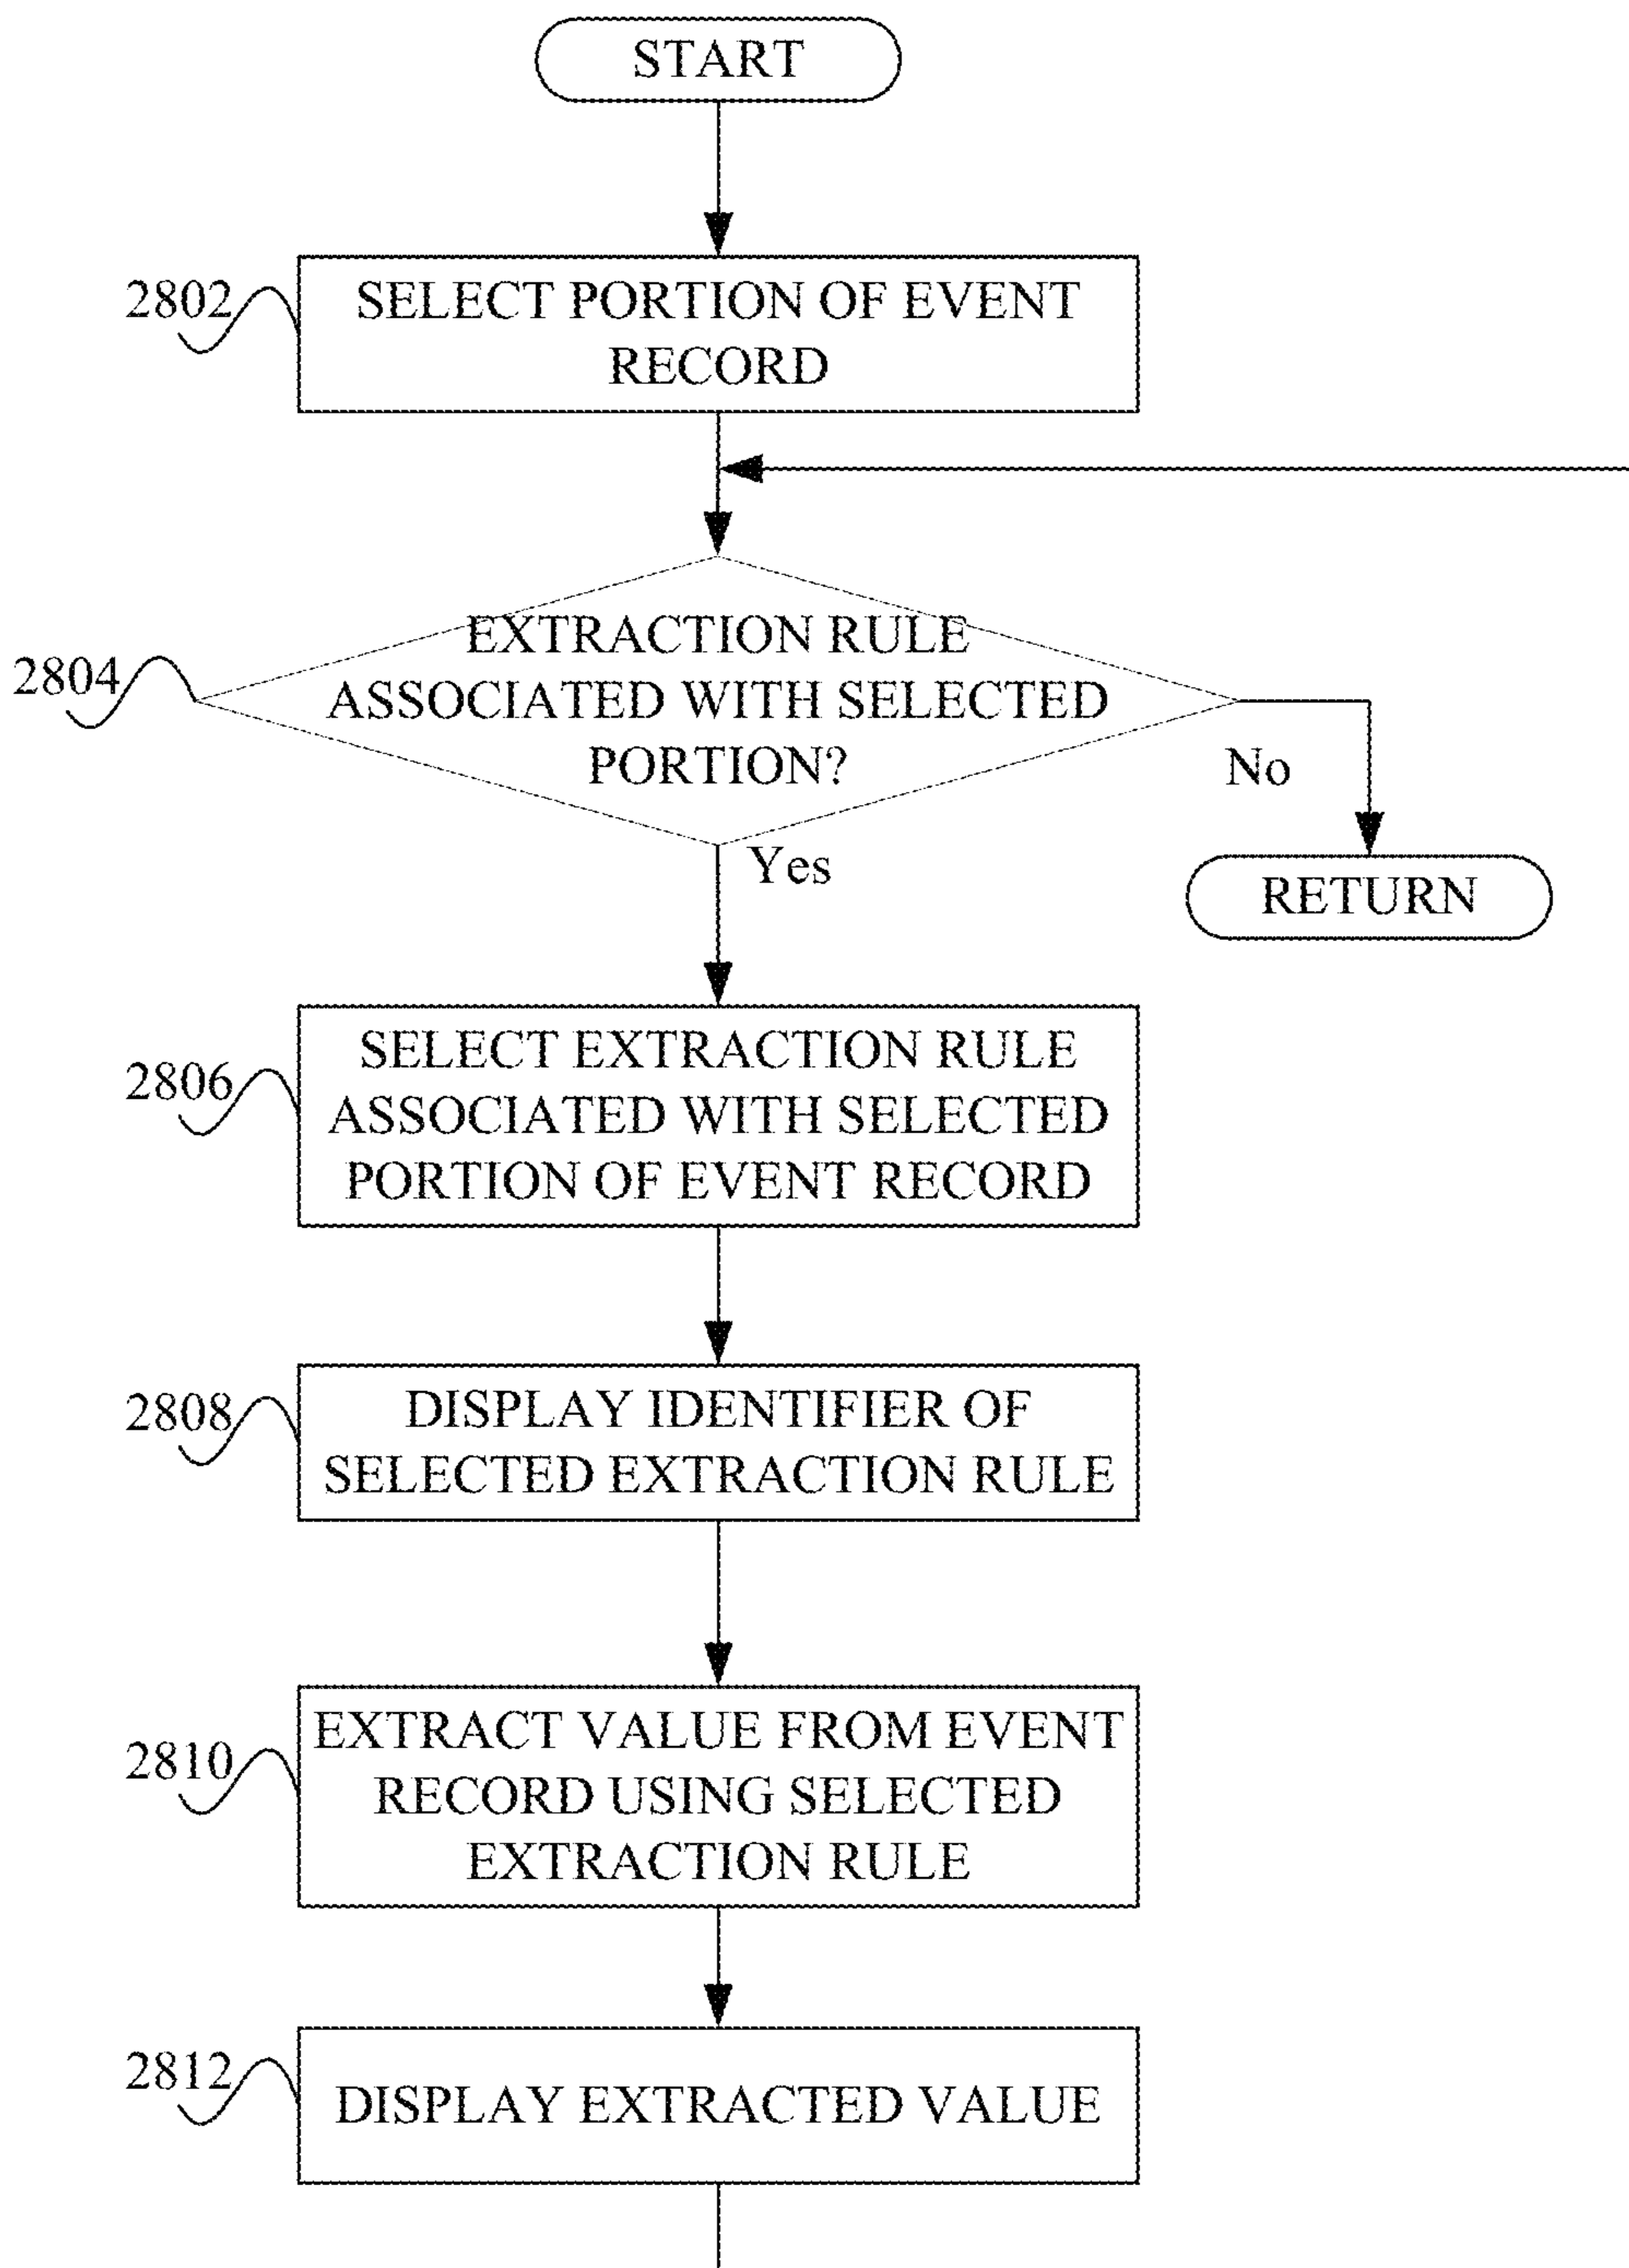 START
2802
SELECT PORTION OF EVENT
RECORD
2804
EXTRACTION RULE
ASSOCIATED WITH SELECTED
PORTION?
No
Yes
RETURN
2806
SELECT EXTRACTION RULE
ASSOCIATED WITH SELECTED
PORTION OF EVENT RECORD
2808
DISPLAY IDENTIFIER OF
SELECTED EXTRACTION RULE
2810
EXTRACT VALUE FROM EVENT
RECORD USING SELECTED
EXTRACTION RULE
2812
DISPLAY EXTRACTED VALUE